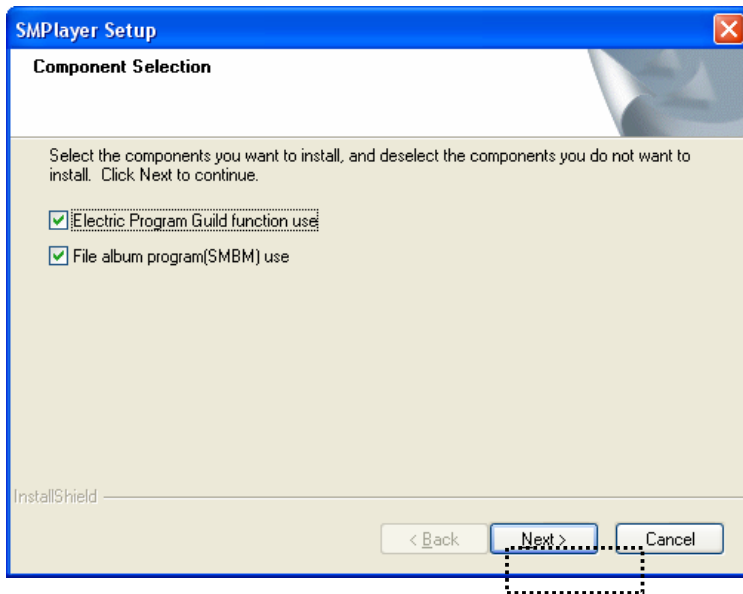 SMPlayer Setup
Component Selection
Select the components you want to install, and deselect the components you do not want to
install. Click Next to continue.
Electric Program Guild function use
File album program(SMBM) use
InstallShield
< Back Next > Cancel